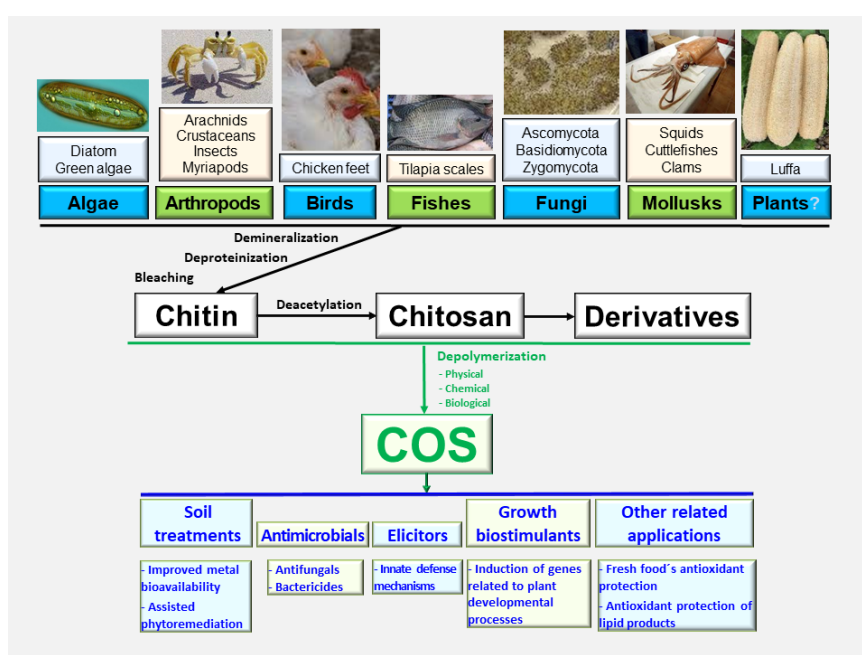 Diatom
Green algae
Algae
Arachnids
Crustaceans
Insects
Myriapods
Arthropods
Chicken feet
Birds
Tilapia scales
Fishes
Ascomycota
Basidiomycota
Zygomycota
Fungi
Squids
Cuttlefishes
Clams
Mollusks
Luffa
Plants?
Demineralization
Deproteinization
Bleaching
Chitin
Deacetylation
Chitosan
Derivatives
Depolymerization
- Physical
- Chemical
- Biological
COS
Soil
treatments
- Improved metal
bioavailability
- Assisted
phytoremediation
Antimicrobials
- Antifungals
- Bactericides
Elicitors
- Innate defense
mechanisms
Growth
biostimulants
- Induction of genes
related to plant
developmental
processes
Other related
applications
- Fresh food´s antioxidant
protection
- Antioxidant protection of
lipid products